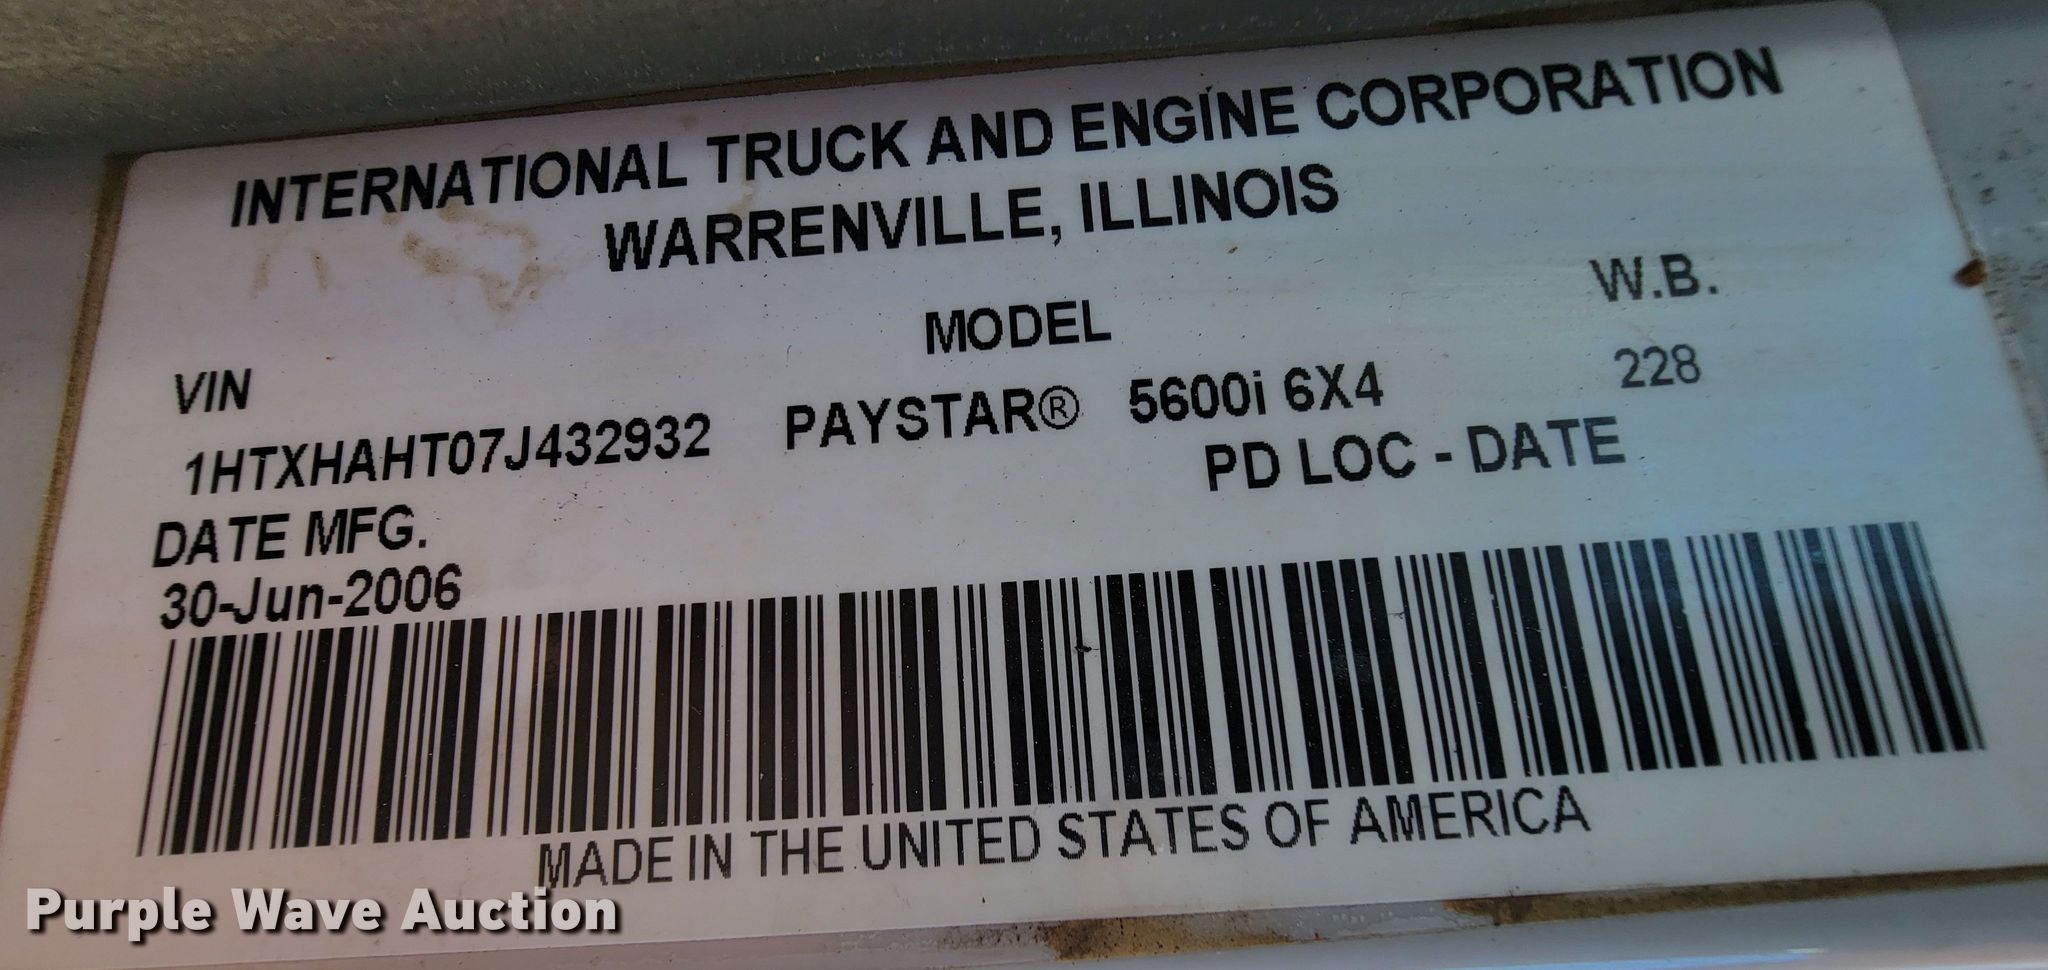 INTERNATIONAL TRUCK AND ENGINE CORPORATION
WARRENVILLE, ILLINOIS
VIN MODEL W.B.
1HTXHAHT07J432932 PAYSTAR® 5600i 6X4 228
DATE MFG. PD LOC - DATE
30-Jun-2006
MADE IN THE UNITED STATES OF AMERICA
Purple Wave Auction